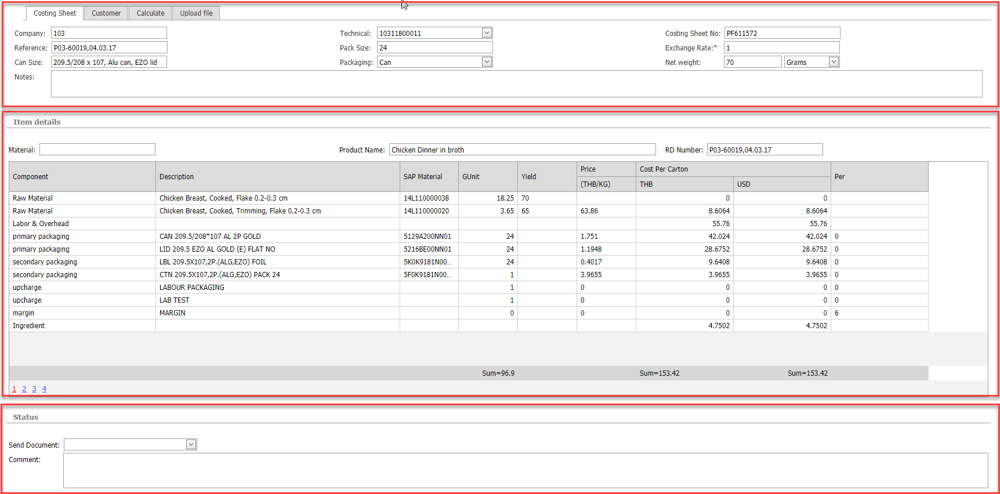 Costing Sheet Customer Calculate Upload file
Company: 103 Technical: 10311800011 Costing Sheet No: PF611572
Reference: P03-60019,04.03.17 Pack Size: 24 Exchange Rate:* 1
Can Size: 209.5/208 x 107, Alu can, EZO lid Packaging: Can Net weight: 70 Grams
Notes:
Item details
Material: Product Name: Chicken Dinner in broth RD Number: P03-60019,04.03.17
Component Description SAP Material GUnit Yield Price Cost Per Carton Per
(THB/KG) THB USD
Raw Material Chicken Breast, Cooked, Flake 0.2-0.3 cm 14L110000038 18.25 70 0 0
Raw Material Chicken Breast, Cooked, Trimming, Flake 0.2-0.3 cm 14L110000020 3.65 65 63.86 8.6064 8.6064
Labor & Overhead 55.76 55.76
primary packaging CAN 209.5/208*107 AL 2P GOLD 5129A200NN01 24 1.751 42.024 42.024 0
primary packaging LID 209.5 EZO AL GOLD (E) FLAT NO 5216BE00NN01 24 1.1948 28.6752 28.6752 0
secondary packaging LBL 209.5X107,2P.(ALG,EZO) FOIL 5K0K9181N00... 24 0.4017 9.6408 9.6408 0
secondary packaging CTN 209.5X107,2P.(ALG,EZO) PACK 24 5F0K9181N00... 1 3.9655 3.9655 3.9655 0
upcharge LABOUR PACKAGING 1 0 0 0 0
upcharge LAB TEST 1 0 0 0 0
margin MARGIN 0 0 0 0 6
Ingredient 4.7502 4.7502
Sum=96.9 Sum=153.42 Sum=153.42
1 2 3 4
Status
Send Document:
Comment: